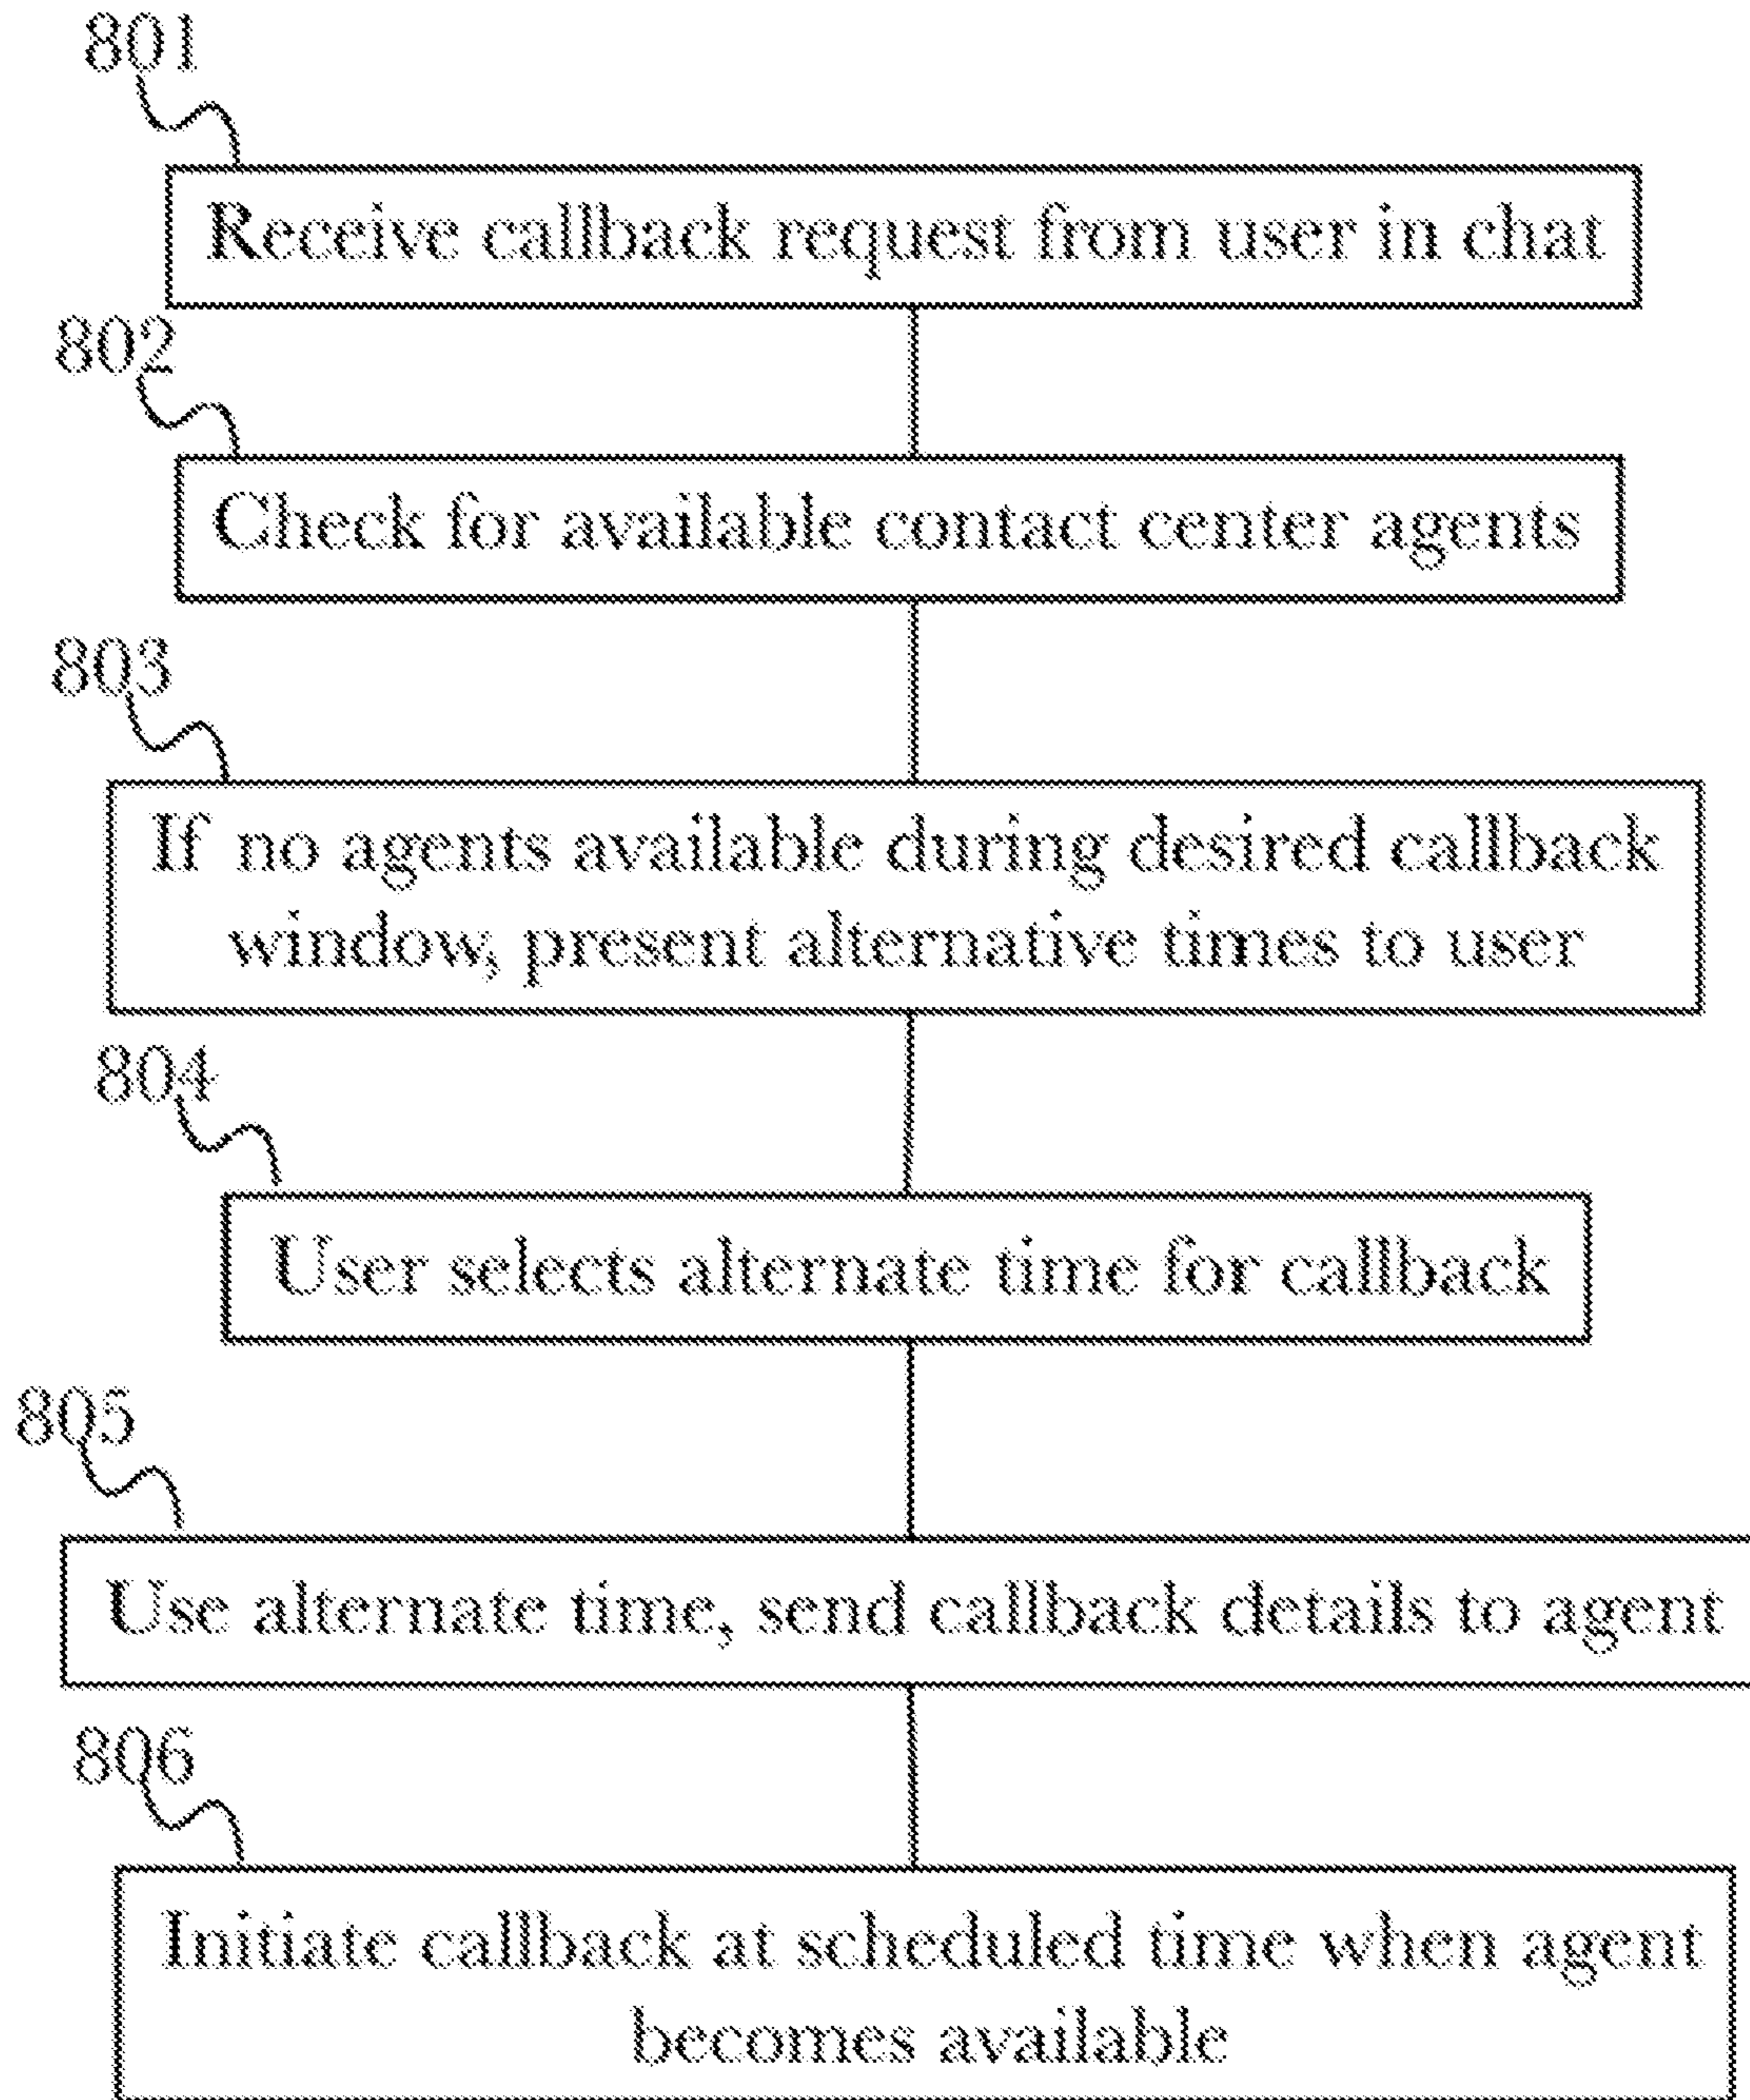 801
Receive callback request from user in chat
802
Check for available contact center agents
803
If no agents available during desired callback
window, present alternative times to user
804
User selects alternate time for callback
805
Use alternate time, send callback details to agent
806
Initiate callback at scheduled time when agent
becomes available